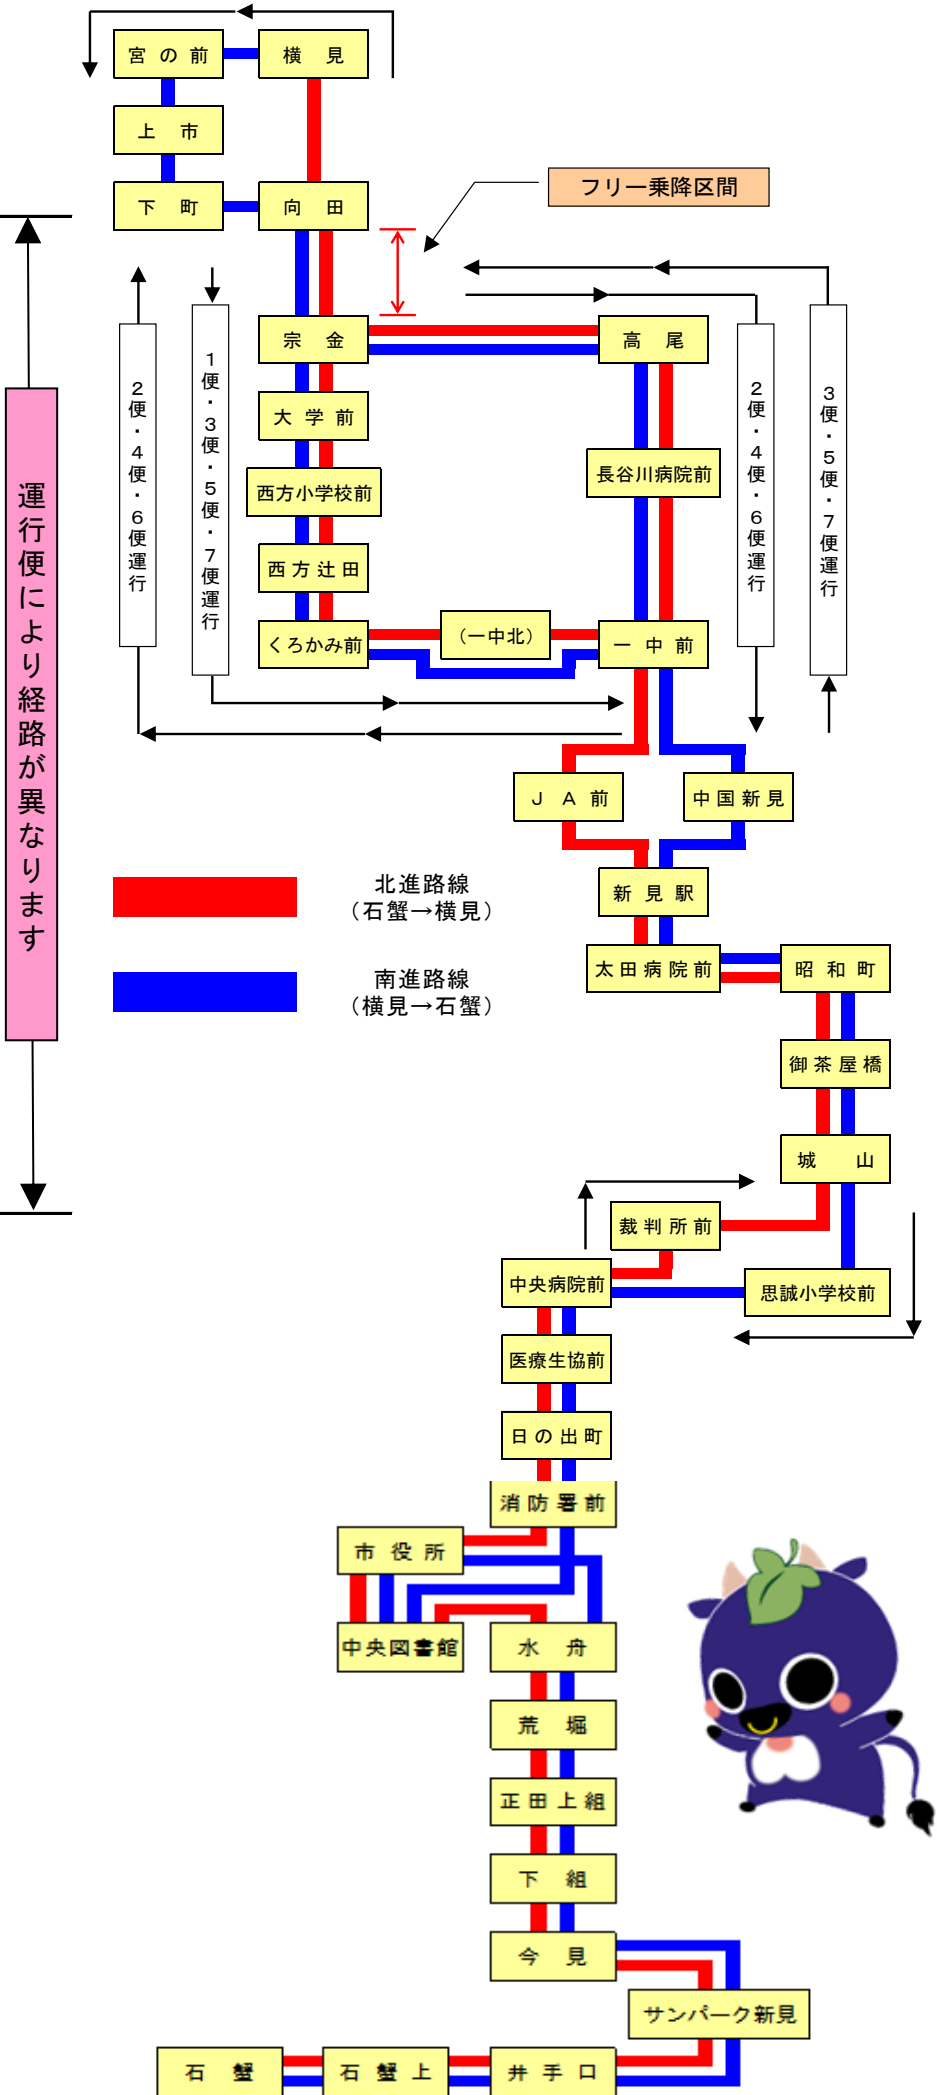 宮の前
横見
上市
下町
向田
フリー乗降区間
宗金
高尾
2便・4便・6便運行
1便・3便・5便・7便運行
2便・4便・6便運行
3便・5便・7便運行
大学前
長谷川病院前
西方小学校前
西方辻田
くろかみ前
(一中北)
一中前
運行便により経路が異なります
JA前
中国新見
北進路線
(石蟹→横見)
新見駅
太田病院前
昭和町
南進路線
(横見→石蟹)
御茶屋橋
城山
裁判所前
中央病院前
思誠小学校前
医療生協前
日の出町
消防署前
市役所
中央図書館
水舟
荒堀
正田上組
下組
今見
サンパーク新見
石蟹
石蟹上
井手口